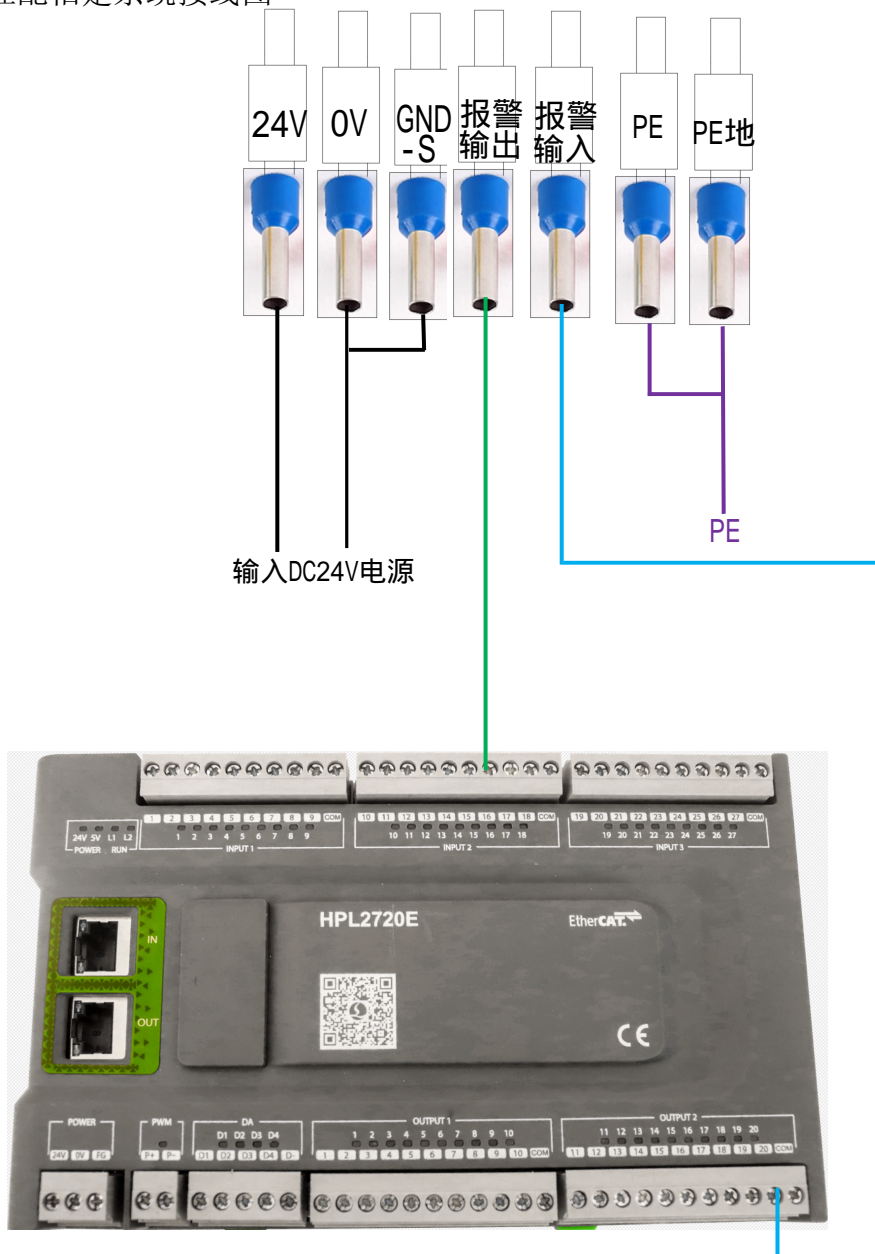 24V
0V
GND
-S
报警
输出
报警
输入
PE
PE地
PE
输入DC24V电源
1 2 3 4 5 6 7 8 9 COM
10 11 12 13 14 15 16 17 18 COM
19 20 21 22 23 24 25 26 27 COM
24V 5V L1 L2
1 2 3 4 5 6 7 8 9
10 11 12 13 14 15 16 17 18
19 20 21 22 23 24 25 26 27
POWER RUN
INPUT 1
INPUT 2
INPUT 3
HPL2720E
EtherCAT
IN
OUT
CE
POWER
PWM
DA
OUTPUT 1
OUTPUT 2
D1 D2 D3 D4
1 2 3 4 5 6 7 8 9 10
11 12 13 14 15 16 17 18 19 20
24V 0V FG
P+ P-
D1 D2 D3 D4 D-
1 2 3 4 5 6 7 8 9 10 COM
11 12 13 14 15 16 17 18 19 20 COM